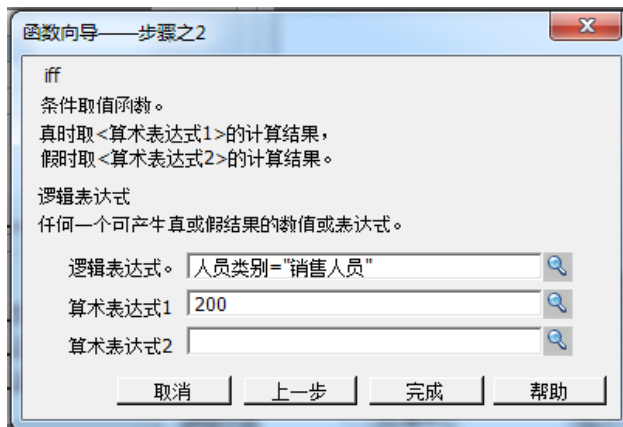 函数向导——步骤之2
iff
条件取值函数。
真时取<算术表达式1>的计算结果，
假时取<算术表达式2>的计算结果。
逻辑表达式
任何一个可产生真或假结果的数值或表达式。
逻辑表达式。 人员类别="销售人员"
算术表达式1 200
算术表达式2
取消 上一步 完成 帮助